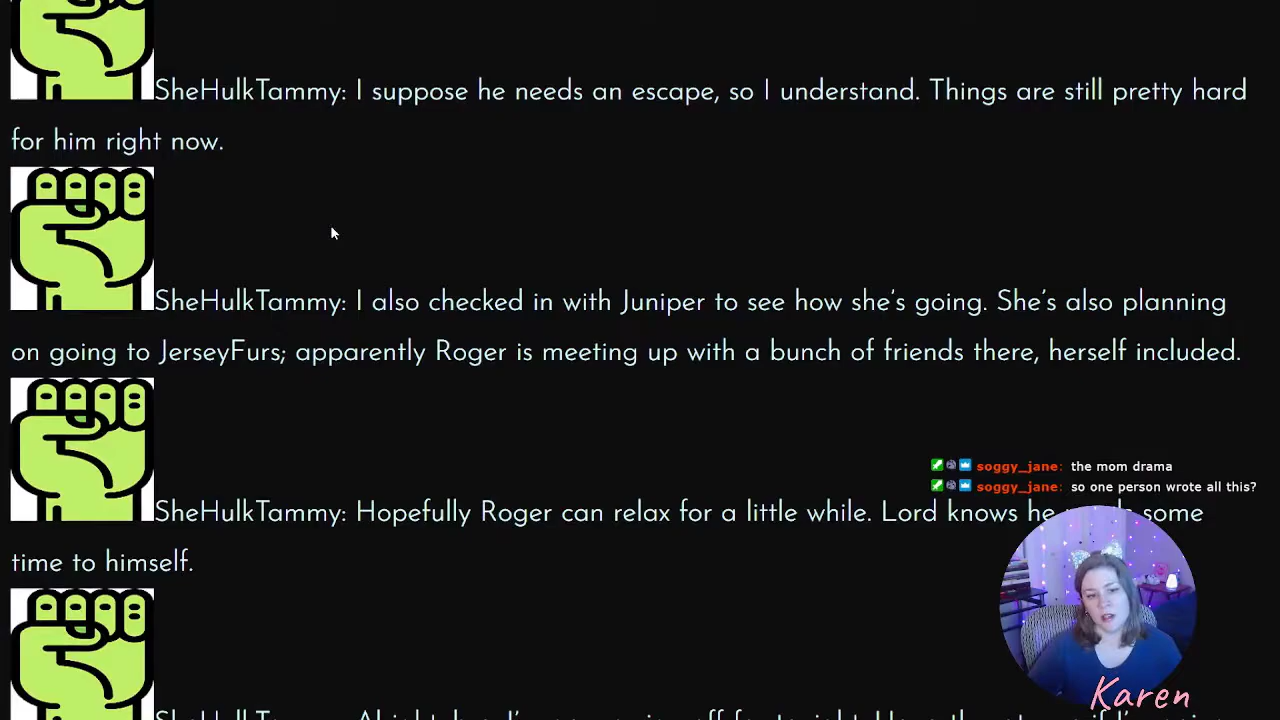 SheHulkTammy: I suppose he needs an escape, so I understand. Things are still pretty hard
for him right now.
SheHulkTammy: I also checked in with Juniper to see how she's going. She's also planning
on going to JerseyFurs; apparently Roger is meeting up with a bunch of friends there, herself included.
soggy_jane: the mom drama
soggy_jane: so one person wrote all this?
SheHulkTammy: Hopefully Roger can relax for a little while. Lord knows he some
time to himself.
Karen